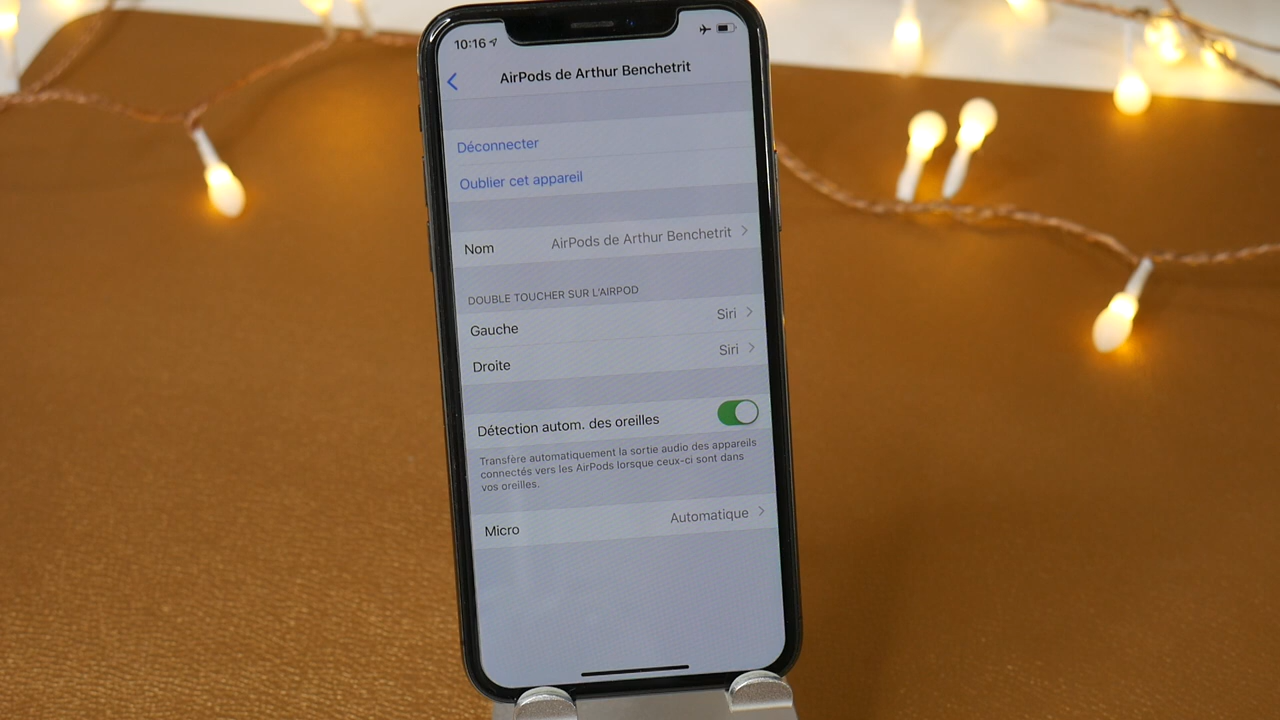 10:16
AirPods de Arthur Benchetrit
Déconnecter
Oublier cet appareil
Nom AirPods de Arthur Benchetrit
DOUBLE TOUCHER SUR L'AIRPOD
Gauche Siri
Droite Siri
Détection autom. des oreilles
Transfère automatiquement la sortie audio des appareils
connectés vers les AirPods lorsque ceux-ci sont dans
vos oreilles.
Micro Automatique